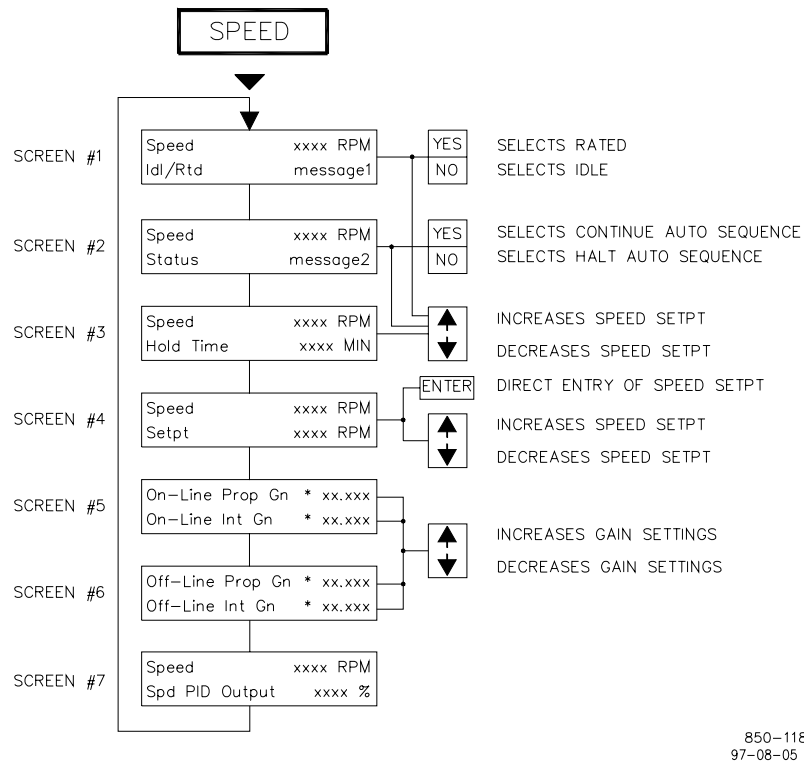 SPEED
SCREEN #1
Speed xxxx RPM
Idl/Rtd message1
YES SELECTS RATED
NO SELECTS IDLE
SCREEN #2
Speed xxxx RPM
Status message2
YES SELECTS CONTINUE AUTO SEQUENCE
NO SELECTS HALT AUTO SEQUENCE
SCREEN #3
Speed xxxx RPM
Hold Time xxxx MIN
INCREASES SPEED SETPT
DECREASES SPEED SETPT
SCREEN #4
Speed xxxx RPM
Setpt xxxx RPM
ENTER DIRECT ENTRY OF SPEED SETPT
INCREASES SPEED SETPT
DECREASES SPEED SETPT
SCREEN #5
On-Line Prop Gn * xx.xxx
On-Line Int Gn * xx.xxx
INCREASES GAIN SETTINGS
DECREASES GAIN SETTINGS
SCREEN #6
Off-Line Prop Gn * xx.xxx
Off-Line Int Gn * xx.xxx
SCREEN #7
Speed xxxx RPM
Spd PID Output xxxx %
850-118
97-08-05